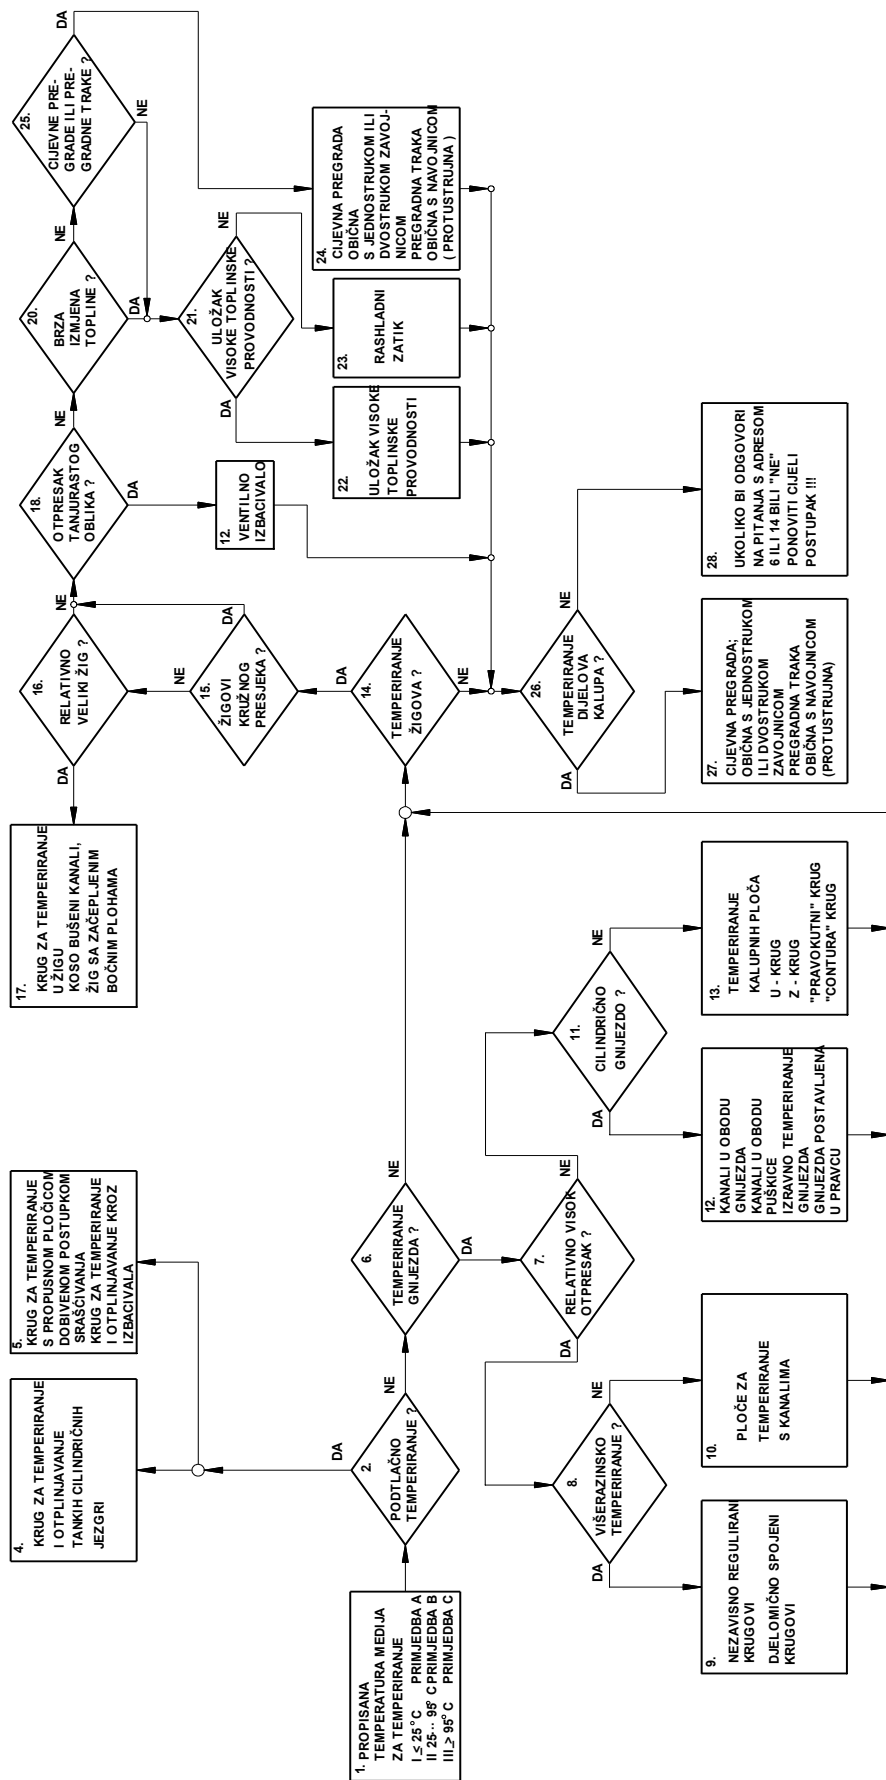 1. PROPISANA
TEMPERATURA MEDIJA
ZA TEMPERIRANJE
I ≤ 25°C PRIMJEDBA A
II 25... 95°C PRIMJEDBA B
III ≥ 95°C PRIMJEDBA C
2.
PODTLAČNO
TEMPERIRANJE ?
DA
NE
4.
KRUG ZA TEMPERIRANJE
I OTPLINJAVANJE
TANKIH CILINDRIČNIH
JEZGRI
5.
KRUG ZA TEMPERIRANJE
S PROPUSNOM PLOČICOM
DOBIVENOM POSTUPKOM
SRAŠĆIVANJA
KRUG ZA TEMPERIRANJE
I OTPLINJAVANJE KROZ
IZBACIVALA
6.
TEMPERIRANJE
GNIJEZDA ?
NE
DA
7.
RELATIVNO VISOK
OTPRESAK ?
DA
NE
8.
VIŠERAZINSKO
TEMPERIRANJE ?
DA
NE
9.
NEZAVISNO REGULIRANI
KRUGOVI
DJELOMIČNO SPOJENI
KRUGOVI
10.
PLOČE ZA
TEMPERIRANJE
S KANALIMA
11.
CILINDRIČNO
GNIJEZDO ?
DA
NE
12.
KANALI U OBODU
GNIJEZDA
KANALI U OBODU
PUŠKICE
IZRAVNO TEMPERIRANJE
GNIJEZDA
GNIJEZDA POSTAVLJENA
U PRAVCU
13.
TEMPERIRANJE
KALUPNIH PLOČA
U - KRUG
Z - KRUG
"PRAVOKUTNI" KRUG
"CONTURA" KRUG
14.
TEMPERIRANJE
ŽIGOVA ?
DA
NE
15.
ŽIGOVI
KRUŽNOG
PRESJEKA ?
NE
DA
16.
RELATIVNO
VELIKI ŽIG ?
DA
NE
17.
KRUG ZA TEMPERIRANJE
U ŽIGU
KOSO BUŠENI KANALI,
ŽIG SA ZAČEPLJENIM
BOČNIM PLOHAMA
18.
OTPRESAK
TANJURASTOG
OBLIKA ?
NE
DA
12.
VENTILNO
IZBACIVALO
20.
BRZA
IZMJENA
TOPLINE ?
NE
DA
21.
ULOŽAK
VISOKE TOPLINSKE
PROVODNOSTI ?
DA
NE
22.
ULOŽAK VISOKE
TOPLINSKE
PROVODNOSTI
23.
RASHLADNI
ZATIK
24.
CIJEVNA PREGRADA
OBIČNA
S JEDNOSTRUKOM ILI
DVOSTRUKOM ZAVOJ-
NICOM
PREGRADNA TRAKA
OBIČNA S NAVOJNICOM
( PROTUSTRUJNA )
25.
CIJEVNE PRE-
GRADE ILI PRE-
GRADNE TRAKE ?
DA
NE
26.
TEMPERIRANJE
DIJELOVA
KALUPA ?
DA
NE
27.
CIJEVNA PREGRADA;
OBIČNA S JEDNOSTRUKOM
ILI DVOSTRUKOM
ZAVOJNICOM
PREGRADNA TRAKA
OBIČNA S NAVOJNICOM
(PROTUSTRUJNA)
28.
UKOLIKO BI ODGOVORI
NA PITANJA S ADRESOM
6 ILI 14 BILI "NE"
PONOVITI CIJELI
POSTUPAK !!!